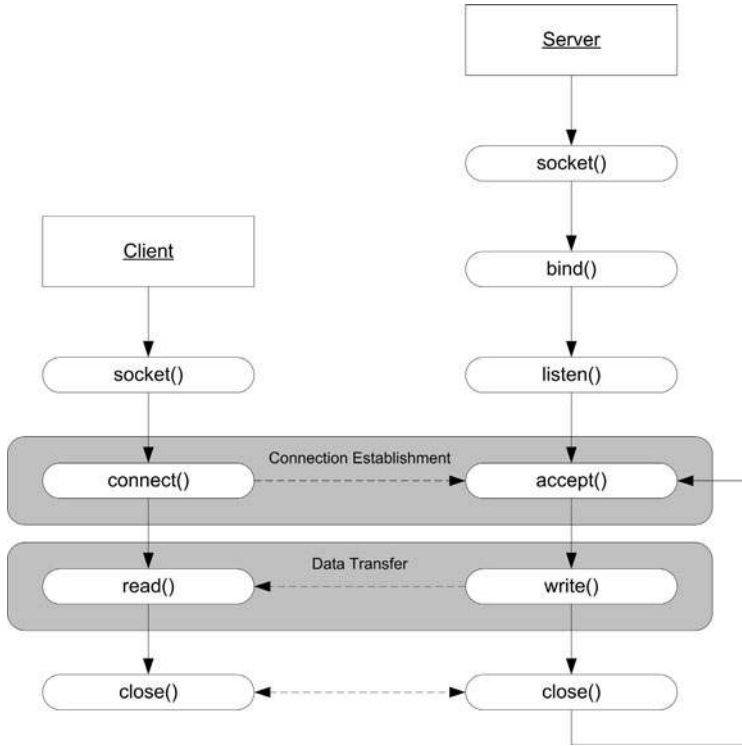 Server
socket()
bind()
Client
socket()
listen()
Connection Establishment
connect()
accept()
Data Transfer
read()
write()
close()
close()